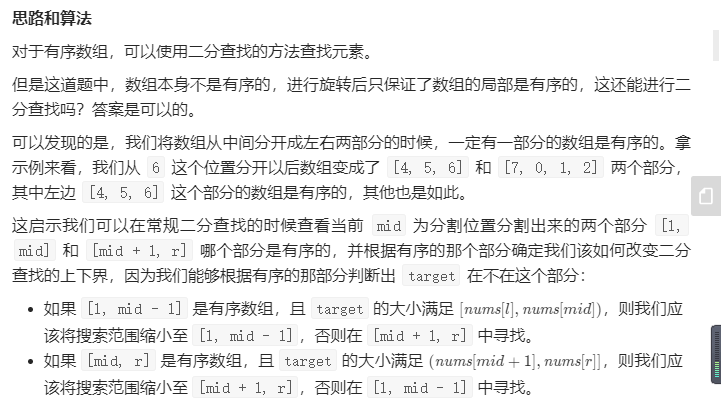 思路和算法
对于有序数组，可以使用二分查找的方法查找元素。
但是这道题中，数组本身不是有序的，进行旋转后只保证了数组的局部是有序的，这还能进行二
分查找吗？答案是可以的。
可以发现的是，我们将数组从中间分开成左右两部分的时候，一定有一部分的数组是有序的。拿
示例来看，我们从 6 这个位置分开以后数组变成了 [4, 5, 6] 和 [7, 0, 1, 2] 两个部分，
其中左边 [4, 5, 6] 这个部分的数组是有序的，其他也是如此。
这启示我们可以在常规二分查找的时候查看当前 mid 为分割位置分割出来的两个部分 [l,
mid] 和 [mid + 1, r] 哪个部分是有序的，并根据有序的那个部分确定我们该如何改变二分
查找的上下界，因为我们能够根据有序的那部分判断出 target 在不在这个部分：
• 如果 [l, mid - 1] 是有序数组，且 target 的大小满足 [nums[l], nums[mid])，则我们应
该将搜索范围缩小至 [l, mid - 1]，否则在 [mid + 1, r] 中寻找。
• 如果 [mid, r] 是有序数组，且 target 的大小满足 (nums[mid + 1], nums[r]]，则我们应
该将搜索范围缩小至 [mid + 1, r]，否则在 [l, mid - 1] 中寻找。